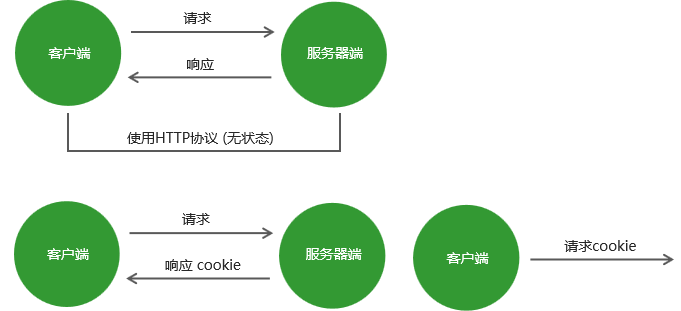 请求
客户端
服务器端
响应
使用HTTP协议 (无状态)
请求
客户端
服务器端
响应 cookie
客户端
请求cookie